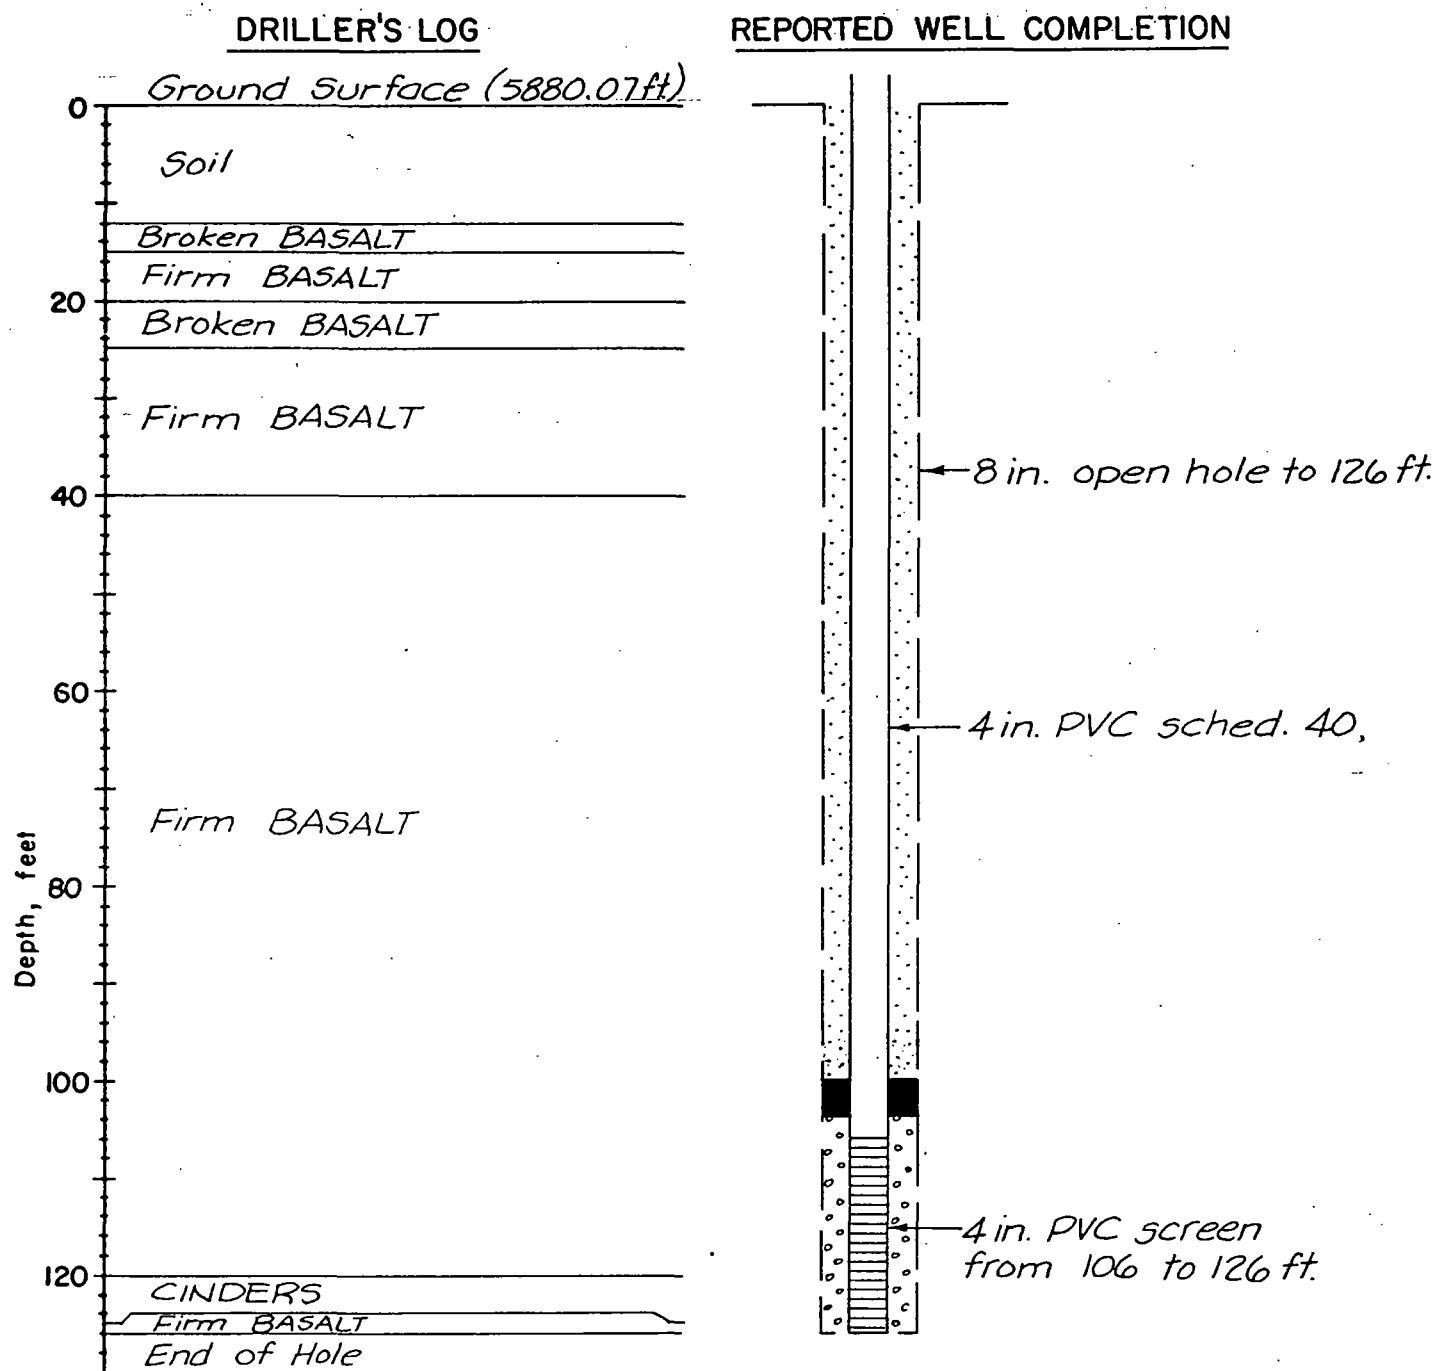 DRILLER'S LOG
Ground Surface (5880.07ft)
0
Soil
Broken BASALT
Firm BASALT
20
Broken BASALT
Firm BASALT
40
60
Firm BASALT
80
Depth, feet
100
120
CINDERS
Firm BASALT
End of Hole
REPORTED WELL COMPLETION
8 in. open hole to 126 ft.
4 in. PVC sched. 40,
4 in. PVC screen
from 106 to 126 ft.